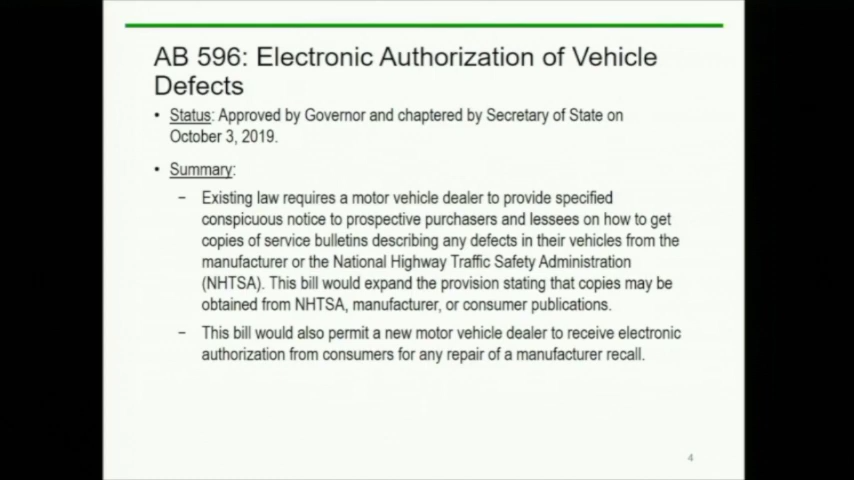 AB 596: Electronic Authorization of Vehicle
Defects
• Status: Approved by Governor and chaptered by Secretary of State on
October 3, 2019.
• Summary:
− Existing law requires a motor vehicle dealer to provide specified
conspicuous notice to prospective purchasers and lessees on how to get
copies of service bulletins describing any defects in their vehicles from the
manufacturer or the National Highway Traffic Safety Administration
(NHTSA). This bill would expand the provision stating that copies may be
obtained from NHTSA, manufacturer, or consumer publications.
− This bill would also permit a new motor vehicle dealer to receive electronic
authorization from consumers for any repair of a manufacturer recall.
4